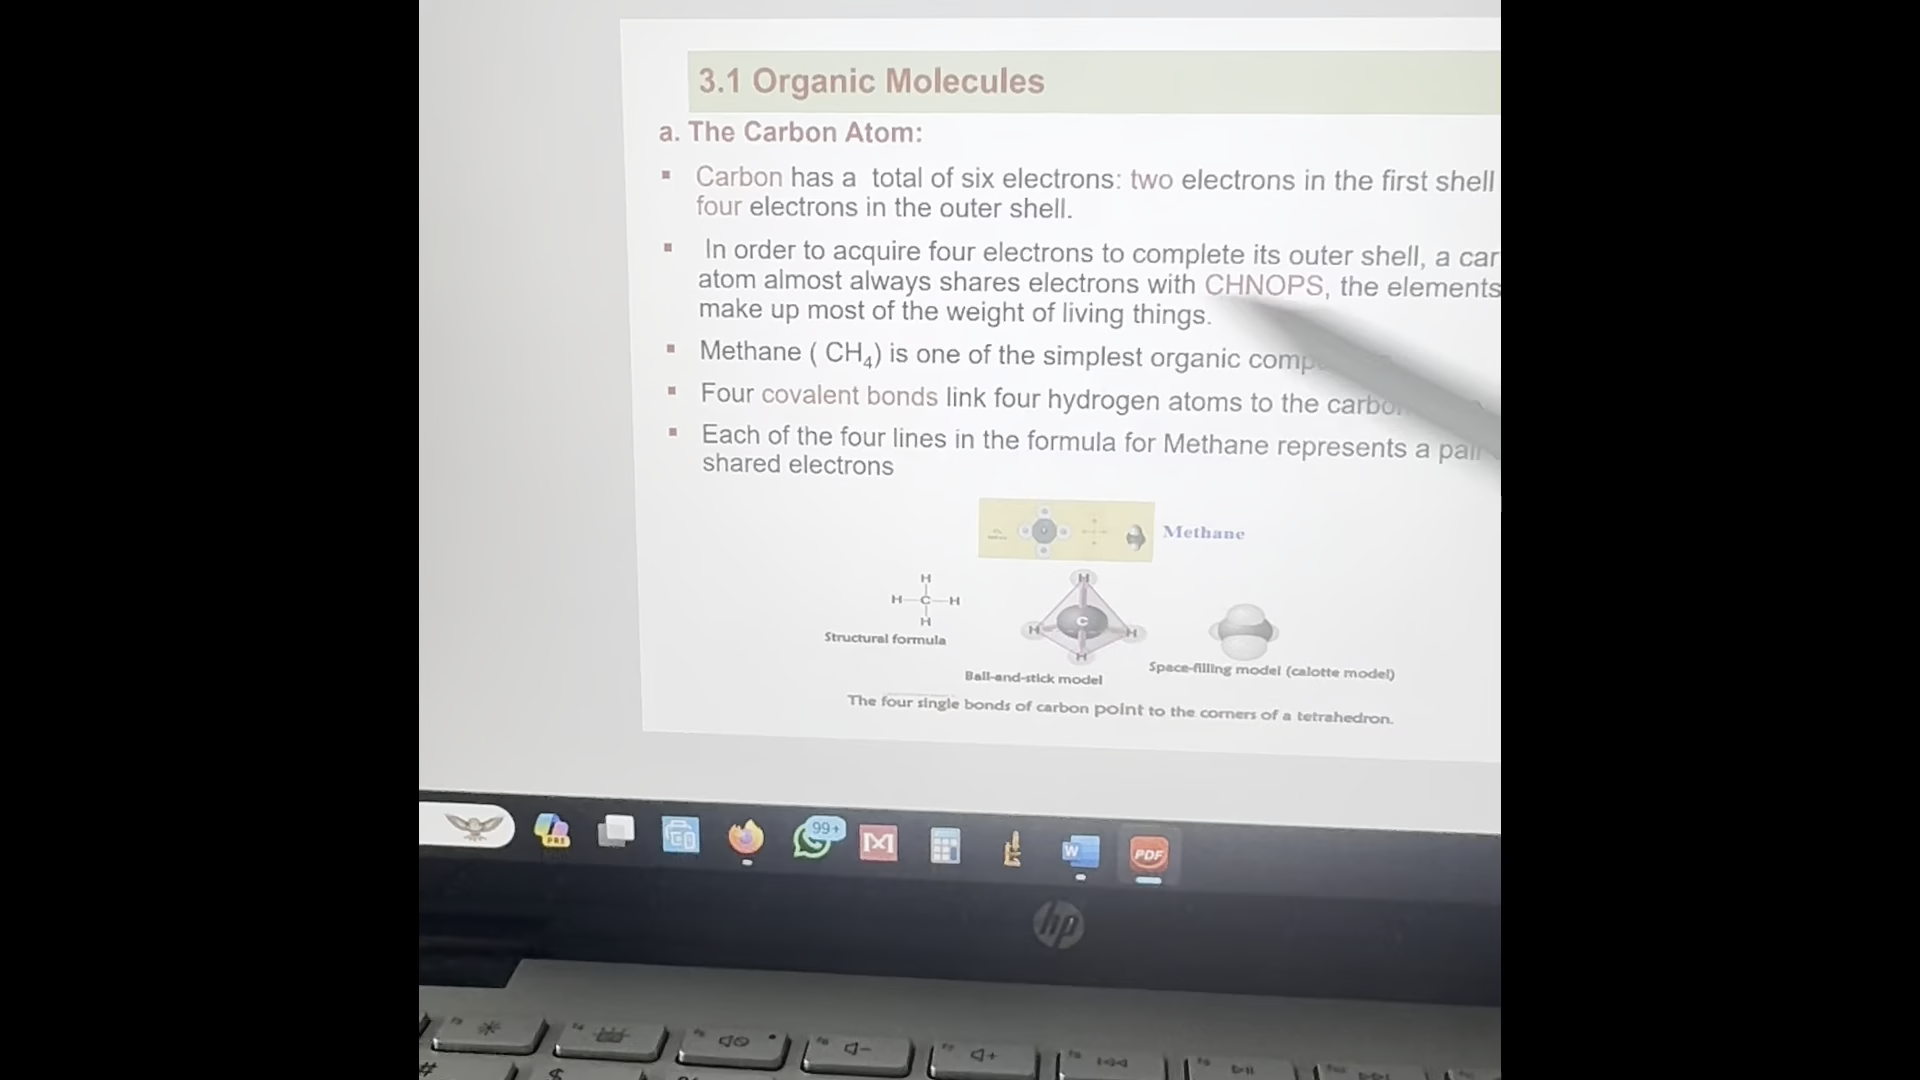 3.1 Organic Molecules
a. The Carbon Atom:
▪ Carbon has a total of six electrons: two electrons in the first shell
four electrons in the outer shell.
▪ In order to acquire four electrons to complete its outer shell, a car
atom almost always shares electrons with CHNOPS, the elements
make up most of the weight of living things.
▪ Methane ( CH₄) is one of the simplest organic comp
▪ Four covalent bonds link four hydrogen atoms to the carbo
▪ Each of the four lines in the formula for Methane represents a pair
shared electrons
Methane
H
H C H
H
Structural formula
H
C
H H
H
Ball-and-stick model
Space-filling model (calotte model)
The four single bonds of carbon point to the corners of a tetrahedron.
PRE
99+
W
PDF
hp
#
$